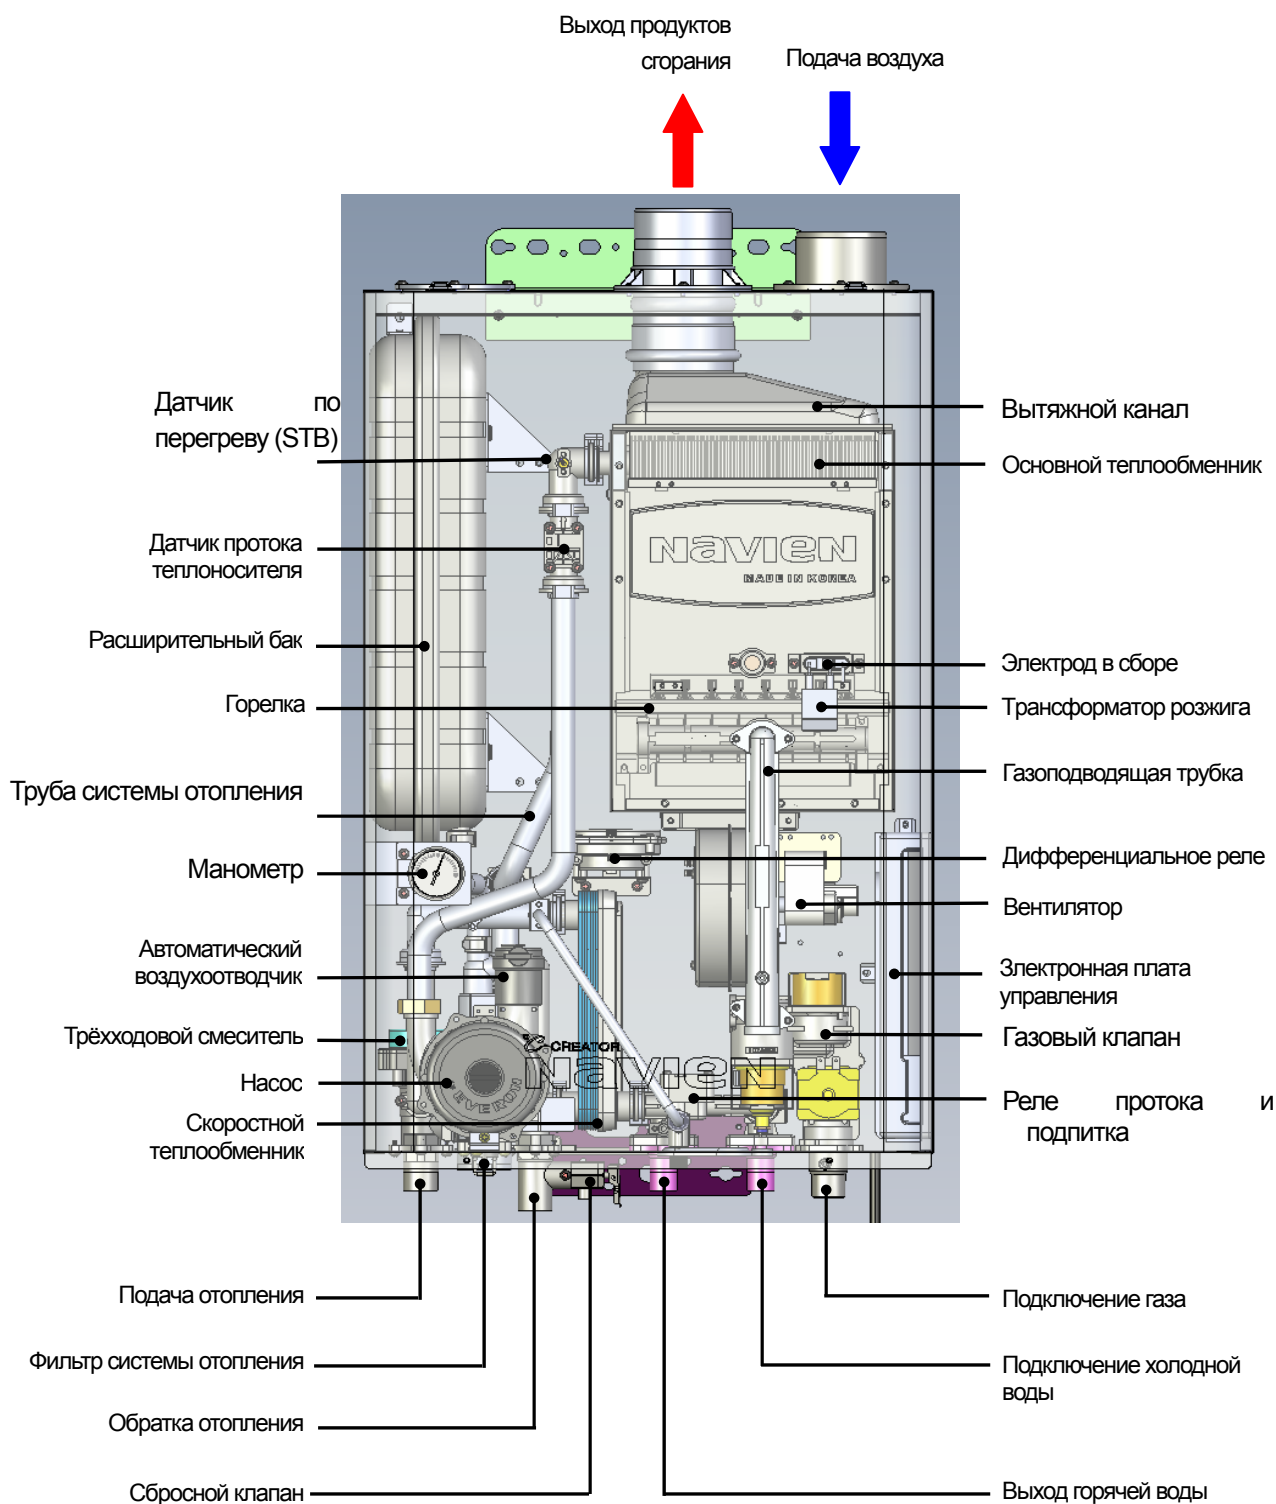 Выход продуктов
сгорания
Подача воздуха
Датчик по
перегреву (STB)
Датчик протока
теплоносителя
Расширительный бак
Горелка
Труба системы отопления
Манометр
Автоматический
воздухоотводчик
Трёхходовой смеситель
Насос
Скоростной
теплообменник
Подача отопления
Фильтр системы отопления
Обратка отопления
Сбросной клапан
NAVIEN
MADE IN KOREA
CREATOR
Navien
EVERON
Вытяжной канал
Основной теплообменник
Электрод в сборе
Трансформатор розжига
Газоподводящая трубка
Дифференциальное реле
Вентилятор
Злектронная плата
управления
Газовый клапан
Реле протока и
подпитка
Подключение газа
Подключение холодной
воды
Выход горячей воды